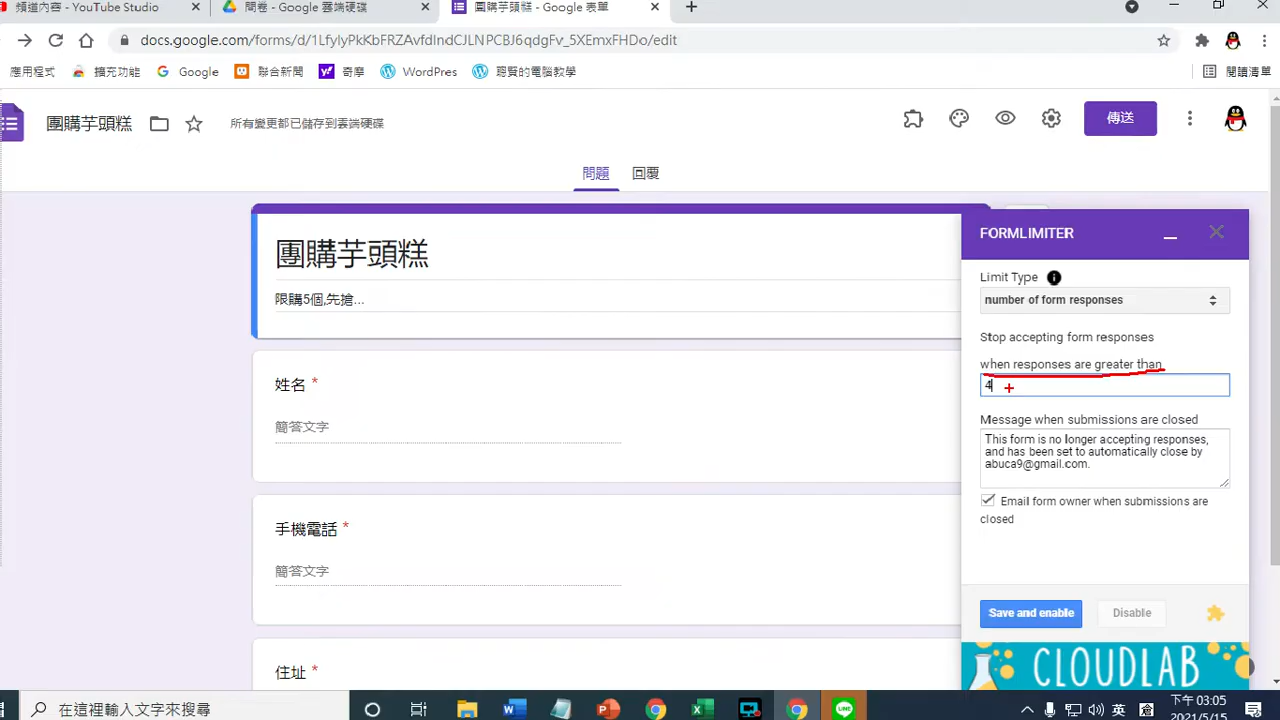 頻道內容 - YouTube Studio
問卷 - Google 雲端硬碟
團購芋頭糕 - Google 表單
docs.google.com/forms/d/1LfylyPkKbFRZAvfdIndCJLNPCBJ6qdgFv_5XEmxFHDo/edit
應用程式
擴充功能
Google
聯合新聞
奇摩
WordPres
瑯賢的電腦教學
閱讀清單
團購芋頭糕
所有變更都已儲存到雲端硬碟
傳送
問題
回覆
團購芋頭糕
限購5個,先搶...
姓名 *
簡答文字
手機電話 *
簡答文字
住址 *
FORMLIMITER
Limit Type
number of form responses
Stop accepting form responses
when responses are greater than
4
Message when submissions are closed
This form is no longer accepting responses,
and has been set to automatically close by
abuca9@gmail.com.
Email form owner when submissions are
closed
Save and enable
Disable
CLOUDLAB
在這裡輸入文字來搜尋
英
下午 03:05
2021/5/15